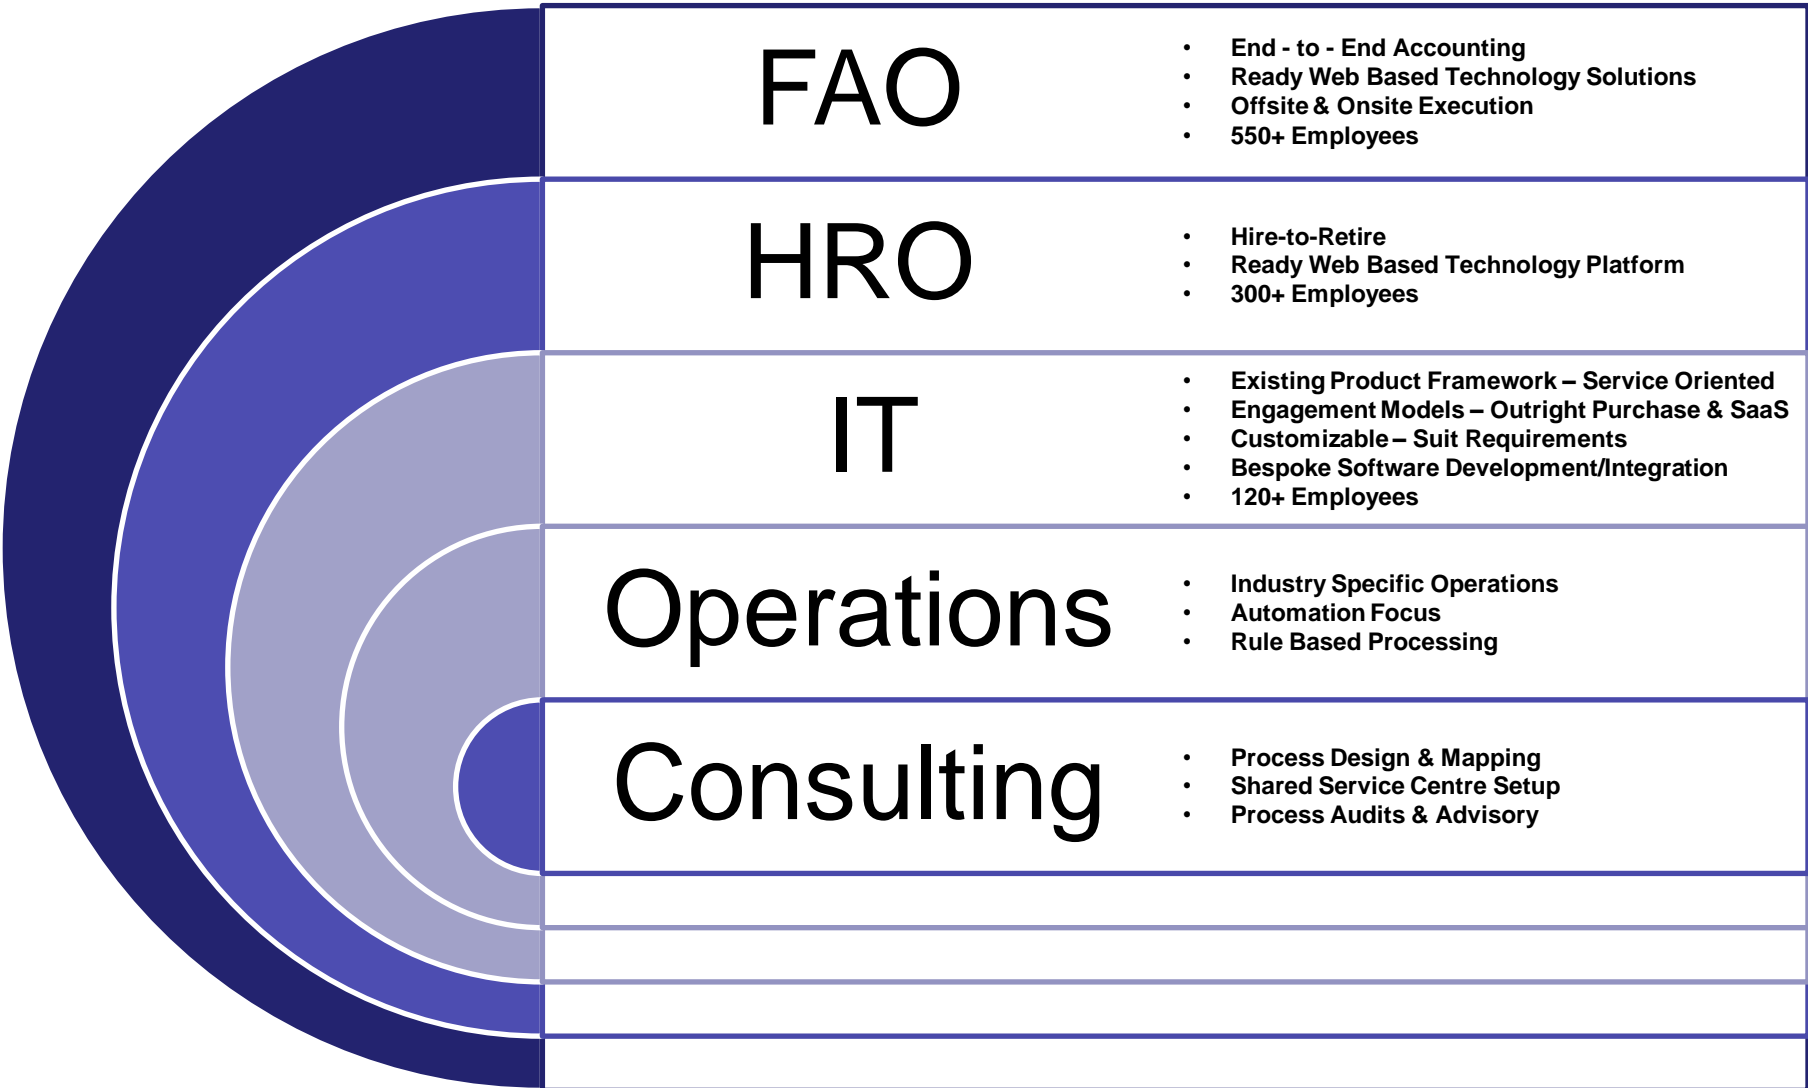 FAO
• End - to - End Accounting
• Ready Web Based Technology Solutions
• Offsite & Onsite Execution
• 550+ Employees
HRO
• Hire-to-Retire
• Ready Web Based Technology Platform
• 300+ Employees
IT
• Existing Product Framework – Service Oriented
• Engagement Models – Outright Purchase & SaaS
• Customizable – Suit Requirements
• Bespoke Software Development/Integration
• 120+ Employees
Operations
• Industry Specific Operations
• Automation Focus
• Rule Based Processing
Consulting
• Process Design & Mapping
• Shared Service Centre Setup
• Process Audits & Advisory